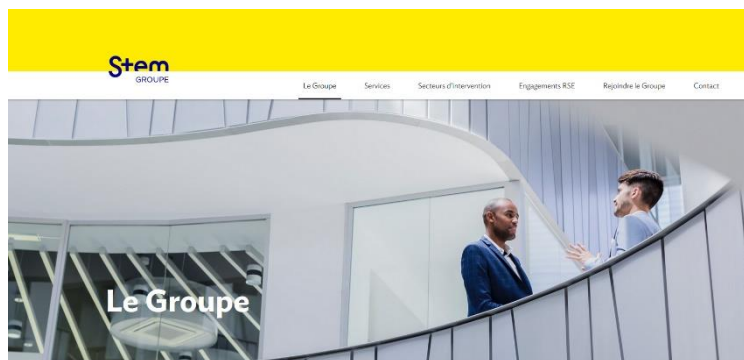 Stem
GROUPE
Le Groupe Services Secteurs d'intervention Engagements RSE Rejoindre le Groupe Contact
Le Groupe